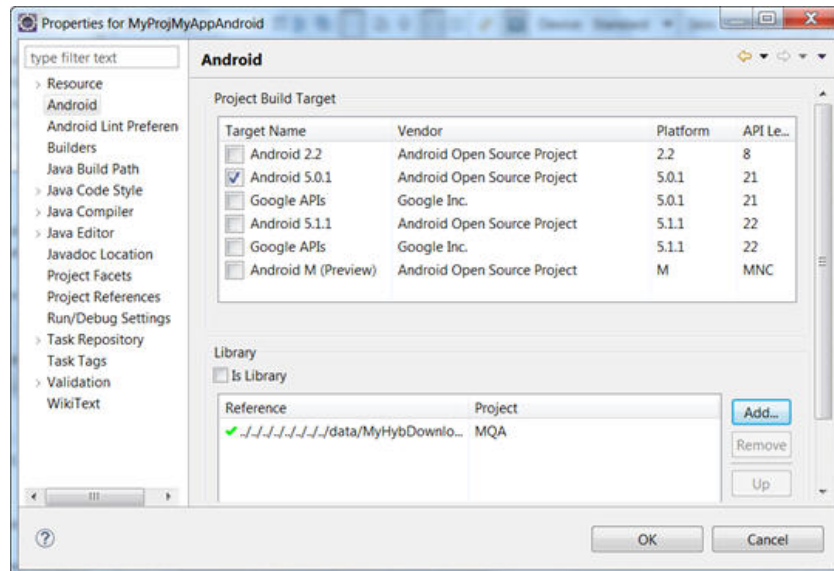 Properties for MyProjMyAppAndroid
type filter text
Resource
Android
Android Lint Preferen
Builders
Java Build Path
Java Code Style
Java Compiler
Java Editor
Javadoc Location
Project Facets
Project References
Run/Debug Settings
Task Repository
Task Tags
Validation
WikiText
Android
Project Build Target
Target Name Vendor Platform API Le...
Android 2.2 Android Open Source Project 2.2 8
Android 5.0.1 Android Open Source Project 5.0.1 21
Google APIs Google Inc. 5.0.1 21
Android 5.1.1 Android Open Source Project 5.1.1 22
Google APIs Google Inc. 5.1.1 22
Android M (Preview) Android Open Source Project M MNC
Library
Is Library
Reference Project
../../../../../../../../data/MyHybDownlo... MQA
Add...
Remove
Up
OK Cancel